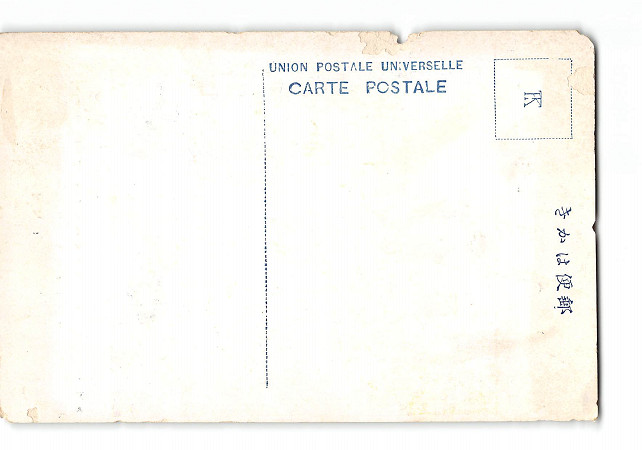 UNION POSTALE UNIVERSELLE
CARTE POSTALE
きかは便郵